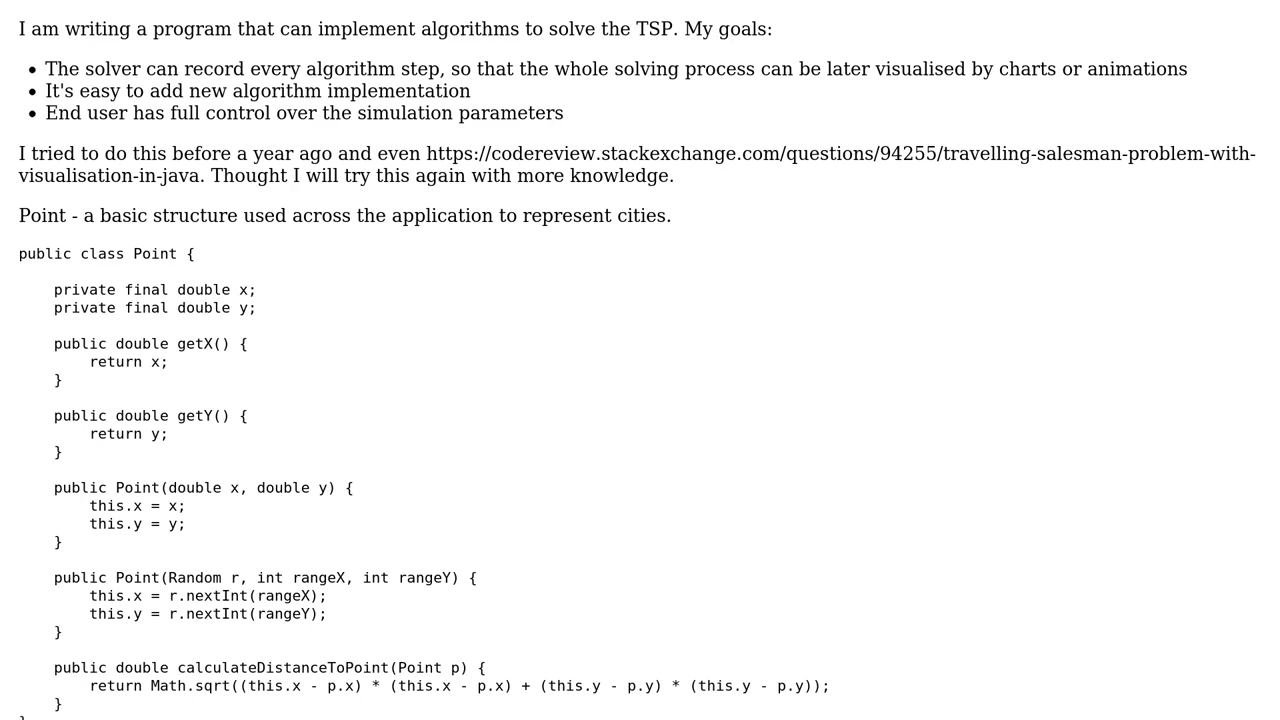 I am writing a program that can implement algorithms to solve the TSP. My goals:
• The solver can record every algorithm step, so that the whole solving process can be later visualised by charts or animations
• It's easy to add new algorithm implementation
• End user has full control over the simulation parameters
I tried to do this before a year ago and even https://codereview.stackexchange.com/questions/94255/travelling-salesman-problem-with-
visualisation-in-java. Thought I will try this again with more knowledge.
Point - a basic structure used across the application to represent cities.
public class Point {
    private final double x;
    private final double y;
    public double getX() {
        return x;
    }
    public double getY() {
        return y;
    }
    public Point(double x, double y) {
        this.x = x;
        this.y = y;
    }
    public Point(Random r, int rangeX, int rangeY) {
        this.x = r.nextInt(rangeX);
        this.y = r.nextInt(rangeY);
    }
    public double calculateDistanceToPoint(Point p) {
        return Math.sqrt((this.x - p.x) * (this.x - p.x) + (this.y - p.y) * (this.y - p.y));
    }
}